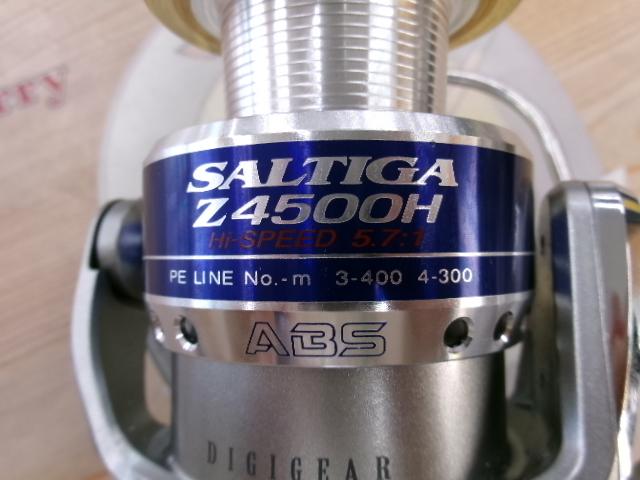 SALTIGA
Z4500H
Hi-SPEED 5.7:1
PE LINE No.-m 3-400 4-300
ABS
DIGIGEAR